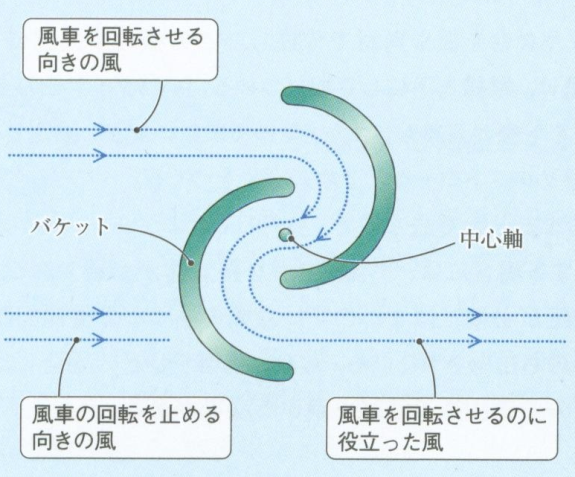 風車を回転させる
向きの風
バケット
中心軸
風車の回転を止める
向きの風
風車を回転させるのに
役立った風